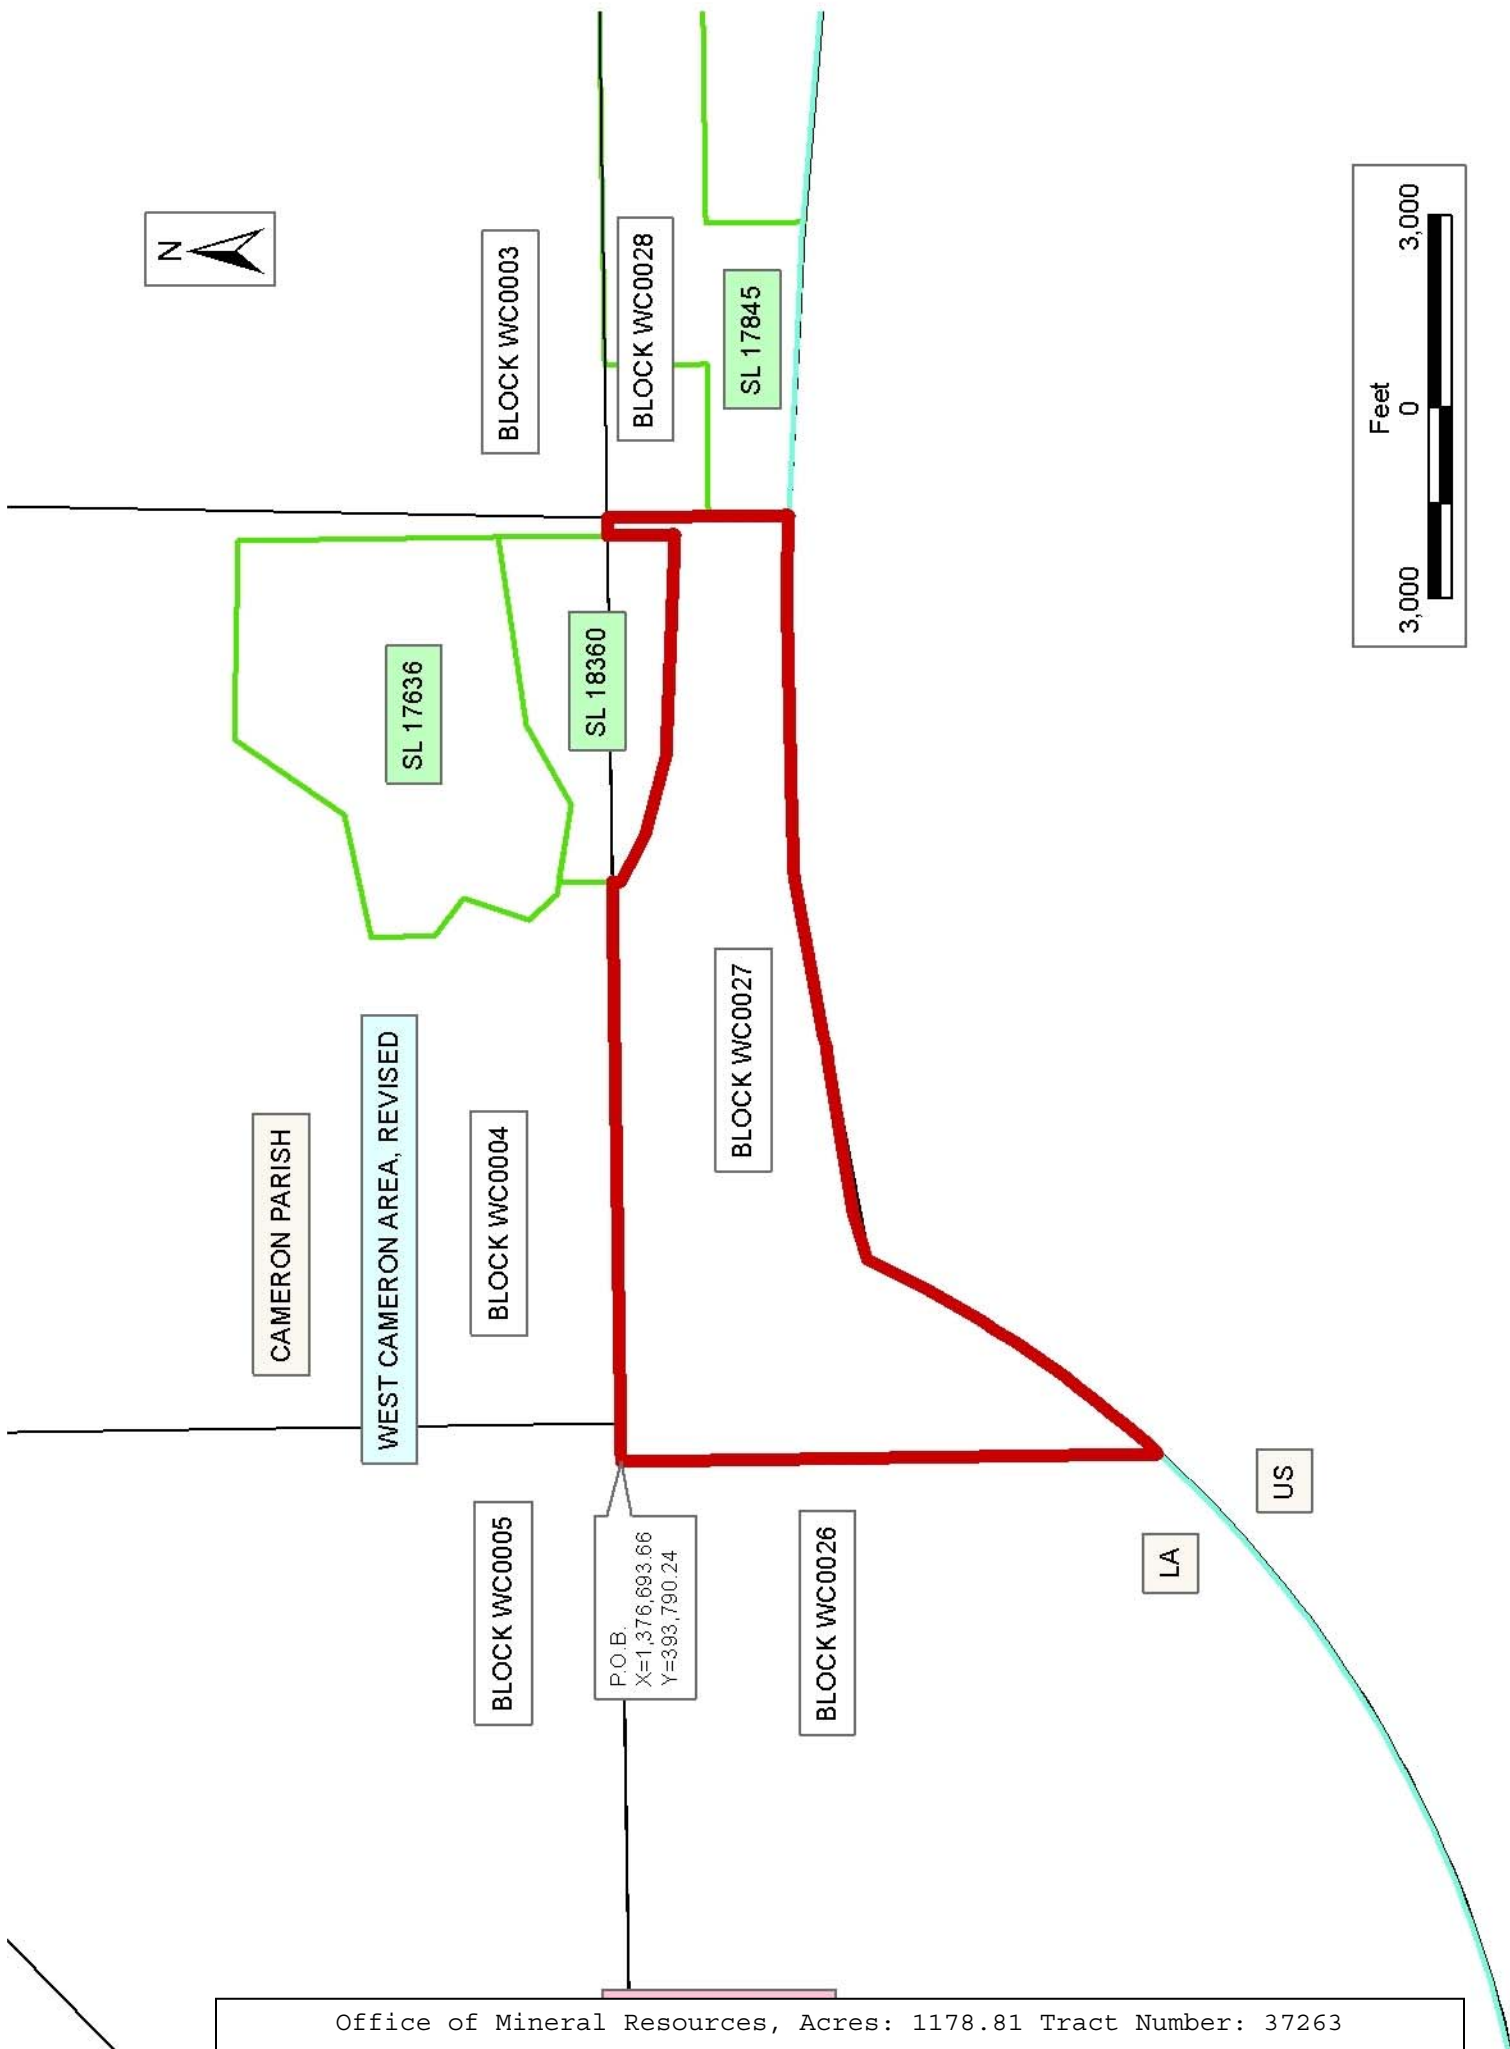 CAMERON PARISH
WEST CAMERON AREA, REVISED
N
SL 17636
BLOCK WC0005
BLOCK WC0004
BLOCK WC0003
SL 18360
P.O.B.
X=1,376,693.66
Y=393,790.24
BLOCK WC0028
BLOCK WC0027
SL 17845
BLOCK WC0026
LA
US
Feet
3,000
0
3,000
Office of Mineral Resources, Acres: 1178.81 Tract Number: 37263